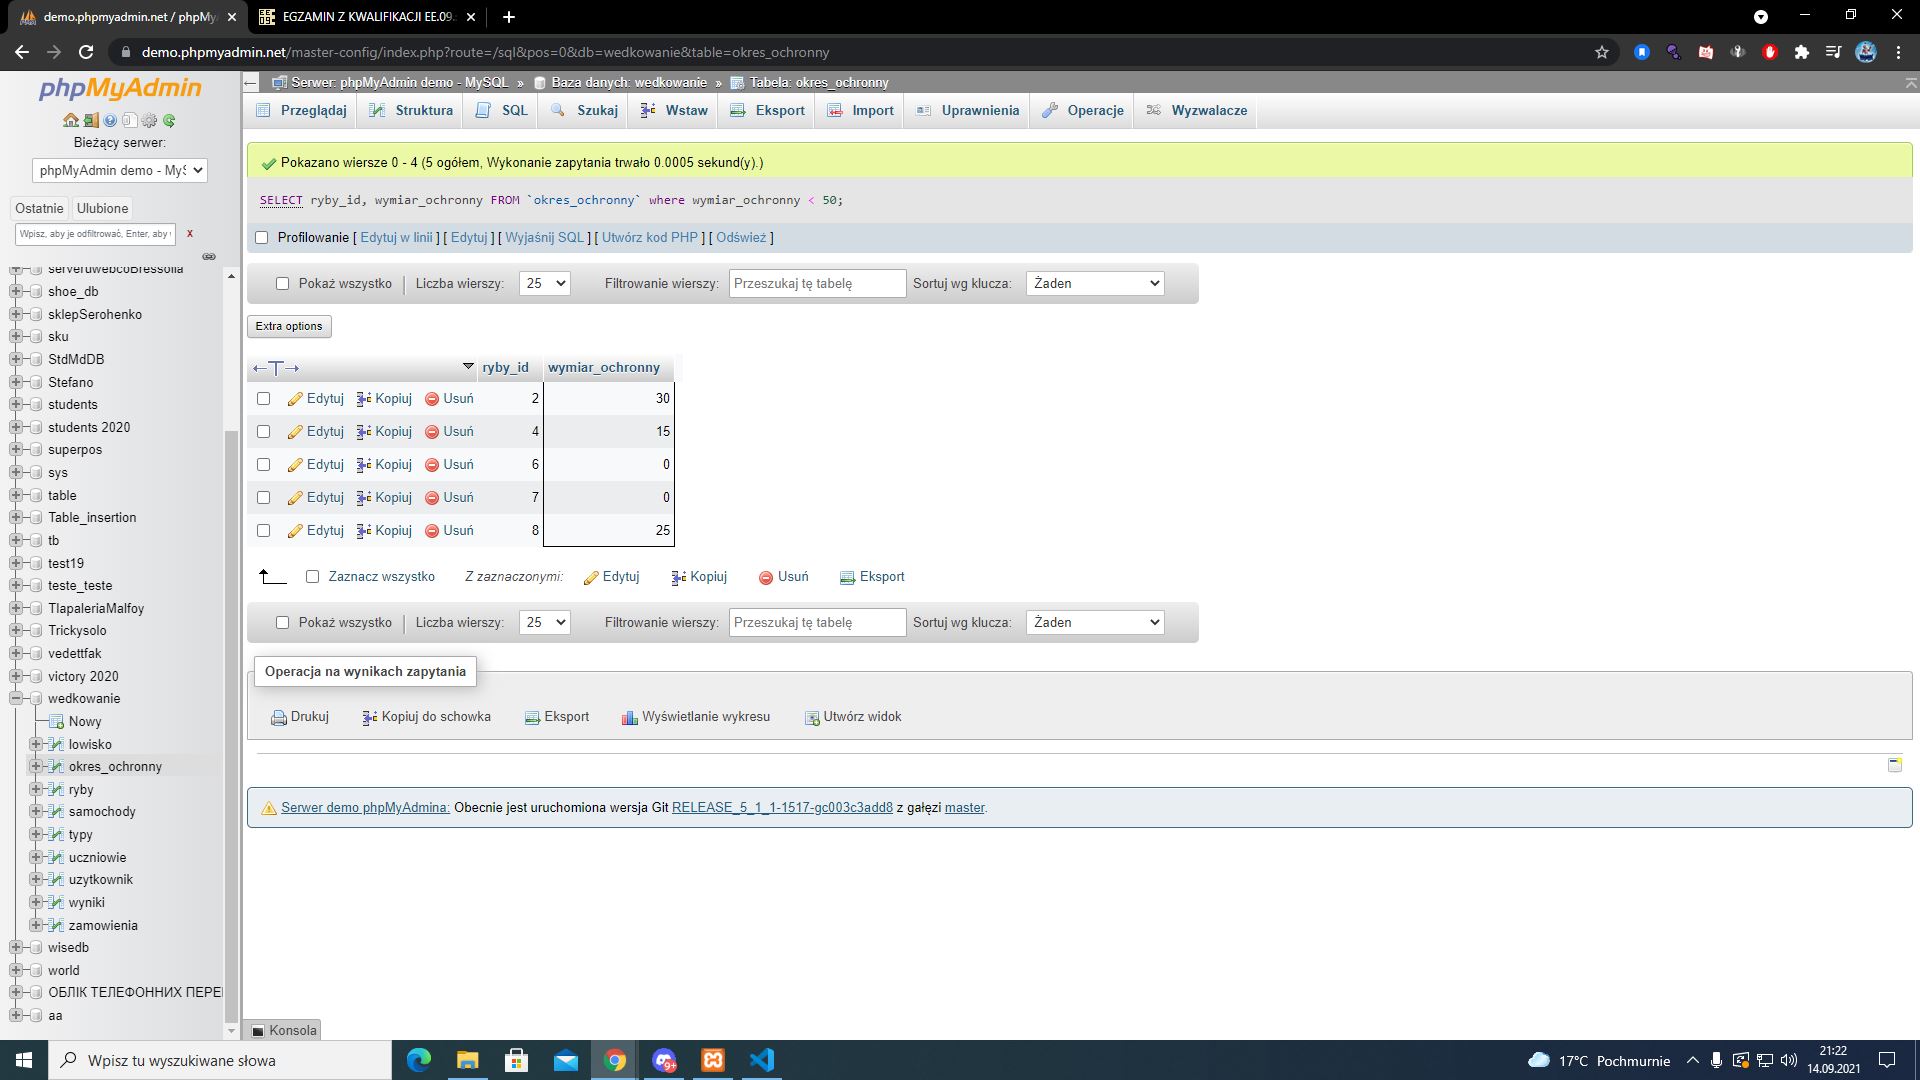 demo.phpmyadmin.net / phpMy
EGZAMIN Z KWALIFIKACJI EE.09.
demo.phpmyadmin.net/master-config/index.php?route=/sql&pos=0&db=wedkowanie&table=okres_ochronny
phpMyAdmin
Bieżący serwer:
phpMyAdmin demo - MyS
Ostatnie
Ulubione
Wpisz, aby je odfiltrować, Enter, aby
x
serveruwebcoBressolla
shoe_db
sklepSerohenko
sku
StdMdDB
Stefano
students
students 2020
superpos
sys
table
Table_insertion
tb
test19
teste_teste
TlapaleriaMalfoy
Trickysolo
vedettfak
victory 2020
wedkowanie
Nowy
lowisko
okres_ochronny
ryby
samochody
typy
uczniowie
uzytkownik
wyniki
zamowienia
wisedb
world
ОБЛІК ТЕЛЕФОННИХ ПЕРЕ
aa
Serwer: phpMyAdmin demo - MySQL » Baza danych: wedkowanie » Tabela: okres_ochronny
Przeglądaj Struktura SQL Szukaj Wstaw Eksport Import Uprawnienia Operacje Wyzwalacze
Pokazano wiersze 0 - 4 (5 ogółem, Wykonanie zapytania trwało 0.0005 sekund(y).)
SELECT ryby_id, wymiar_ochronny FROM `okres_ochronny` where wymiar_ochronny < 50;
Profilowanie [ Edytuj w linii ] [ Edytuj ] [ Wyjaśnij SQL ] [ Utwórz kod PHP ] [ Odśwież ]
Pokaż wszystko | Liczba wierszy: 25 Filtrowanie wierszy: Przeszukaj tę tabelę Sortuj wg klucza: Żaden
Extra options
←T→ ryby_id wymiar_ochronny
Edytuj Kopiuj Usuń 2 30
Edytuj Kopiuj Usuń 4 15
Edytuj Kopiuj Usuń 6 0
Edytuj Kopiuj Usuń 7 0
Edytuj Kopiuj Usuń 8 25
Zaznacz wszystko Z zaznaczonymi: Edytuj Kopiuj Usuń Eksport
Pokaż wszystko | Liczba wierszy: 25 Filtrowanie wierszy: Przeszukaj tę tabelę Sortuj wg klucza: Żaden
Operacja na wynikach zapytania
Drukuj Kopiuj do schowka Eksport Wyświetlanie wykresu Utwórz widok
Serwer demo phpMyAdmina: Obecnie jest uruchomiona wersja Git RELEASE_5_1_1-1517-gc003c3add8 z gałęzi master.
Konsola
Wpisz tu wyszukiwane słowa
9+
17°C Pochmurnie
21:22
14.09.2021